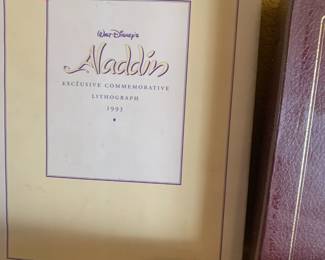 Walt Disney's
Aladdin
EXCLUSIVE COMMEMORATIVE
LITHOGRAPH
1993